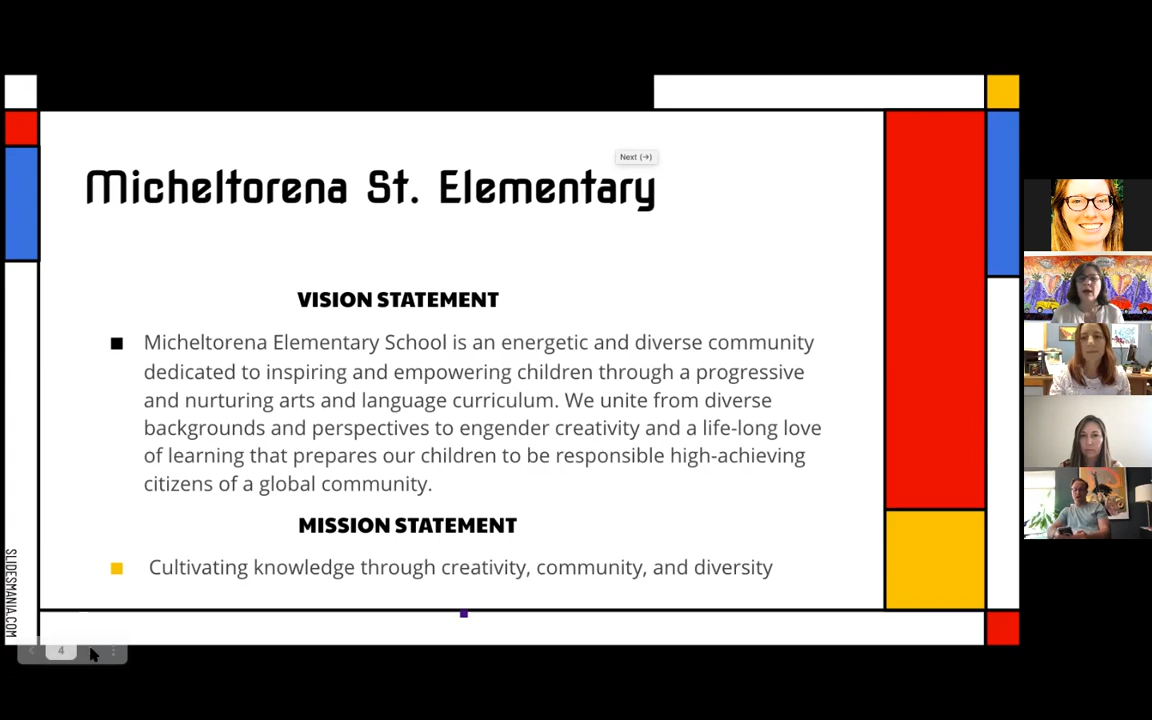 Next (→)
Micheltorena St. Elementary
VISION STATEMENT
Micheltorena Elementary School is an energetic and diverse community
dedicated to inspiring and empowering children through a progressive
and nurturing arts and language curriculum. We unite from diverse
backgrounds and perspectives to engender creativity and a life-long love
of learning that prepares our children to be responsible high-achieving
citizens of a global community.
MISSION STATEMENT
Cultivating knowledge through creativity, community, and diversity
SLIDESMANIA.COM
4